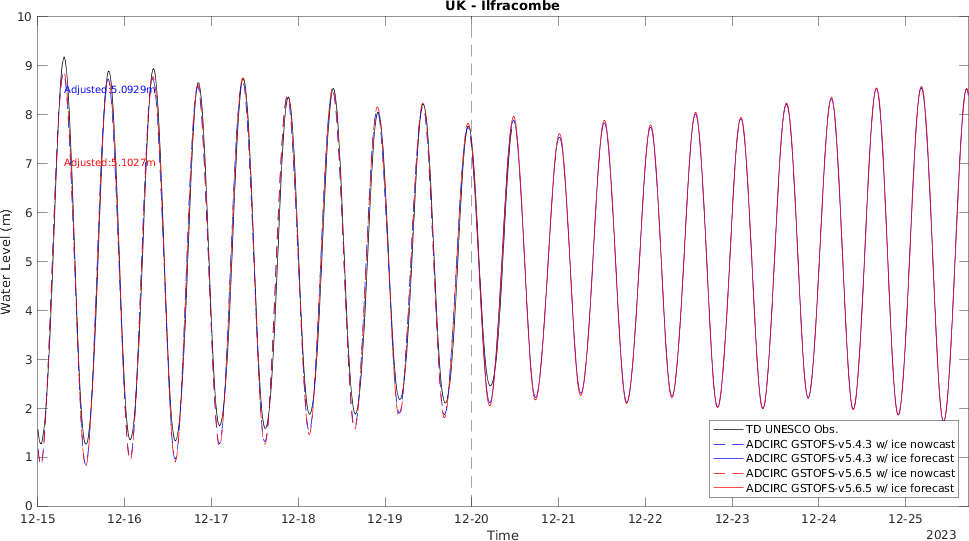 UK - Ilfracombe
10
9
8
7
6
5
4
3
2
1
0
Water Level (m)
Adjusted:5.0929m
Adjusted:5.1027m
TD UNESCO Obs.
ADCIRC GSTOFS-v5.4.3 w/ ice nowcast
ADCIRC GSTOFS-v5.4.3 w/ ice forecast
ADCIRC GSTOFS-v5.6.5 w/ ice nowcast
ADCIRC GSTOFS-v5.6.5 w/ ice forecast
12-15 12-16 12-17 12-18 12-19 12-20 12-21 12-22 12-23 12-24 12-25
Time
2023